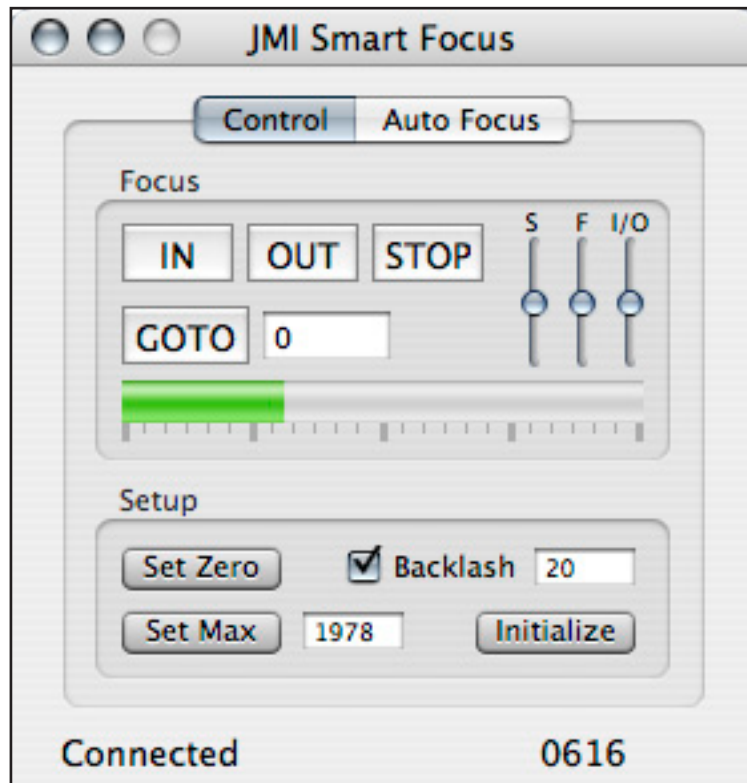 JMI Smart Focus
Control Auto Focus
Focus
S F I/O
IN OUT STOP
GOTO 0
Setup
Set Zero Backlash 20
Set Max 1978 Initialize
Connected 0616